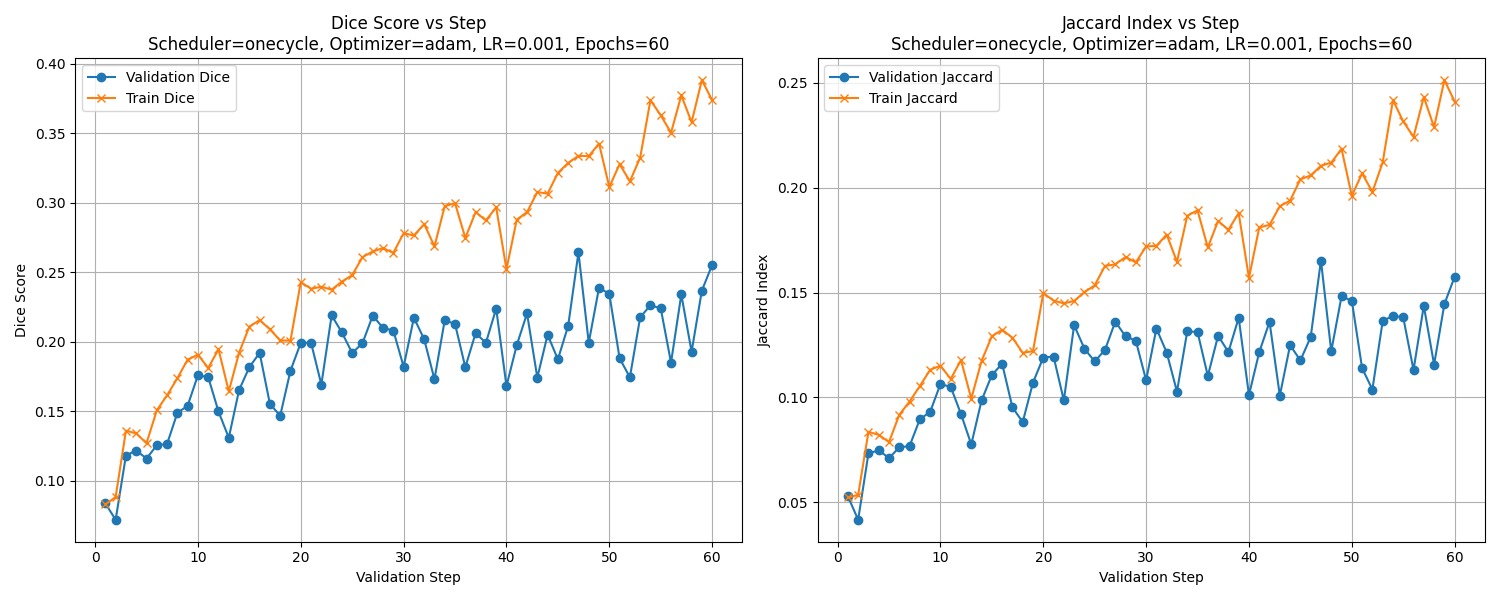 Dice Score vs Step
Scheduler=onecycle, Optimizer=adam, LR=0.001, Epochs=60
Validation Dice
Train Dice
0.40
0.35
0.30
0.25
0.20
0.15
0.10
Dice Score
0 10 20 30 40 50 60
Validation Step
Jaccard Index vs Step
Scheduler=onecycle, Optimizer=adam, LR=0.001, Epochs=60
Validation Jaccard
Train Jaccard
0.25
0.20
0.15
0.10
0.05
Jaccard Index
0 10 20 30 40 50 60
Validation Step